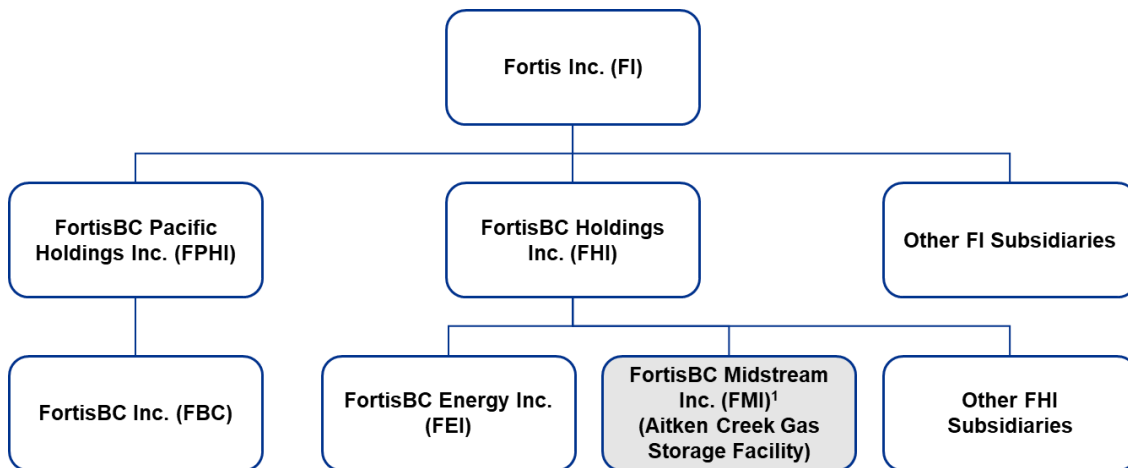 Fortis Inc. (FI)
FortisBC Pacific
Holdings Inc. (FPHI)
FortisBC Holdings
Inc. (FHI)
Other FI Subsidiaries
FortisBC Inc. (FBC)
FortisBC Energy Inc.
(FEI)
FortisBC Midstream
Inc. (FMI)¹
(Aitken Creek Gas
Storage Facility)
Other FHI
Subsidiaries